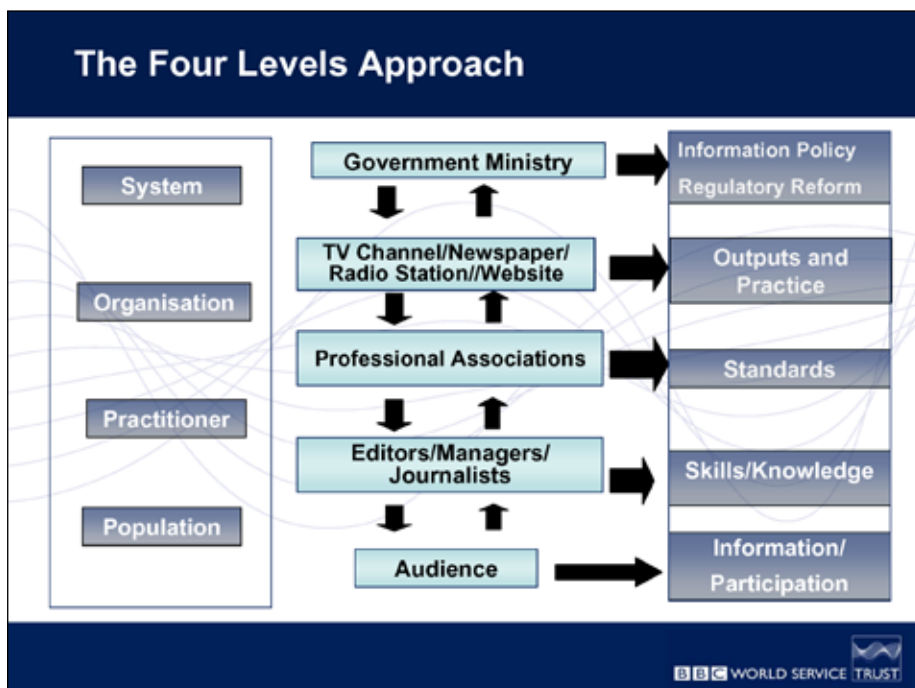 The Four Levels Approach
System
Organisation
Practitioner
Population
Government Ministry
TV Channel/Newspaper/
Radio Station//Website
Professional Associations
Editors/Managers/
Journalists
Audience
Information Policy
Regulatory Reform
Outputs and
Practice
Standards
Skills/Knowledge
Information/
Participation
BBC WORLD SERVICE TRUST